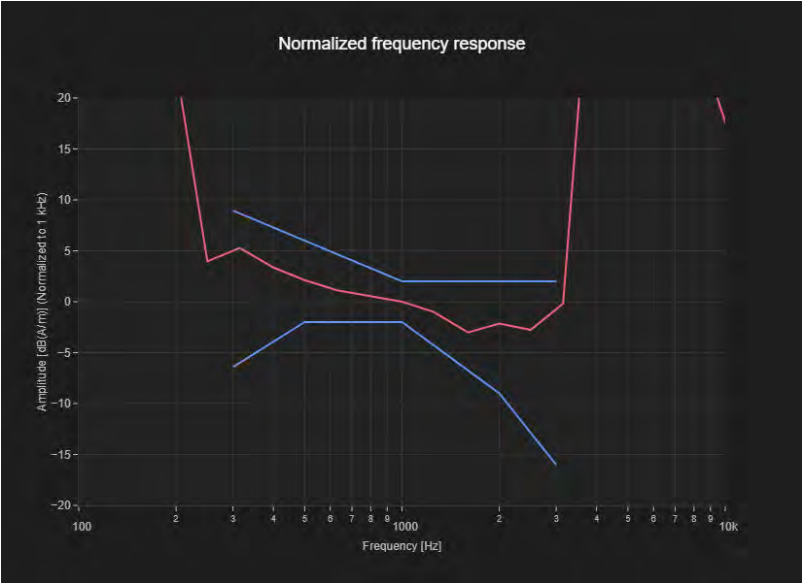 Normalized frequency response
Amplitude [dB(A/m)] (Normalized to 1 kHz)
20
15
10
5
0
−5
−10
−15
−20
100 2 3 4 5 6 7 8 9 1000 2 3 4 5 6 7 8 9 10k
Frequency [Hz]